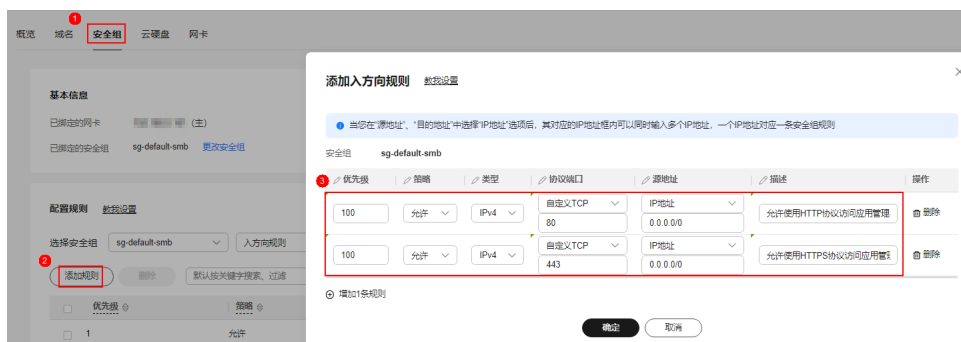 1
概览 域名 安全组 云硬盘 网卡
基本信息
已绑定的网卡 (主)
已绑定的安全组 sg-default-smb 更改安全组
配置规则 教我设置
选择安全组 sg-default-smb 入方向规则
2
添加规则 删除 默认按关键字搜索、过滤
优先级 策略
1 允许
添加入方向规则 教我设置
当您在“源地址”、“目的地址”中选择“IP地址”选项后，其对应的IP地址框内可以同时输入多个IP地址，一个IP地址对应一条安全组规则
安全组 sg-default-smb
3 优先级 策略 类型 协议端口 源地址 描述 操作
100 允许 IPv4 自定义TCP IP地址 允许使用HTTP协议访问应用管理 删除
80 0.0.0.0/0
100 允许 IPv4 自定义TCP IP地址 允许使用HTTPS协议访问应用管 删除
443 0.0.0.0/0
增加1条规则
确定 取消